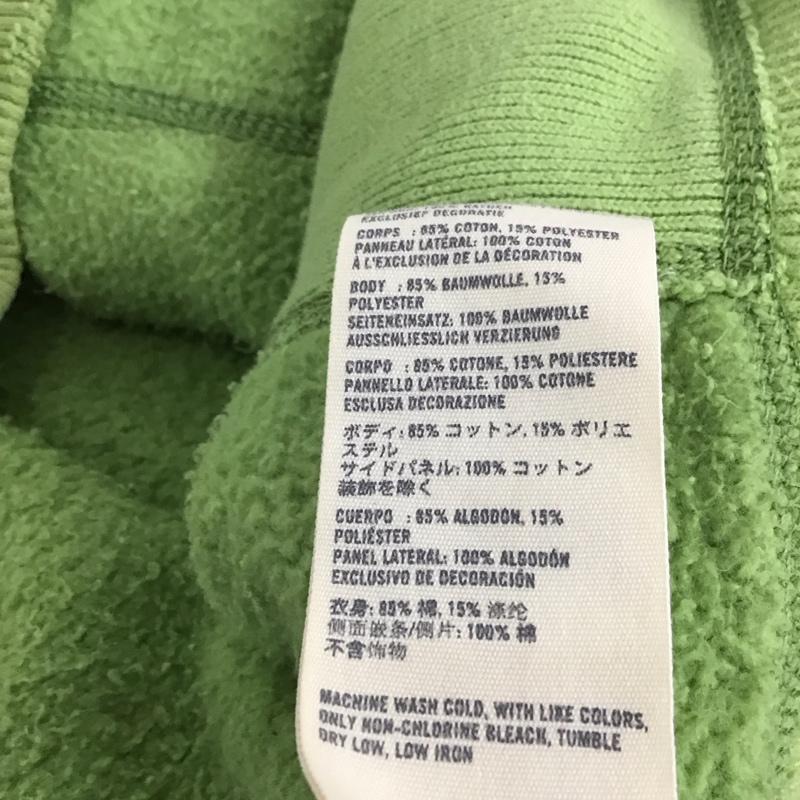 EXCLUSIEF DECORATIE
CORPS : 85% COTON, 15% POLYESTER
PANNEAU LATÉRAL: 100% COTON
À L'EXCLUSION DE LA DÉCORATION
BODY : 85% BAUMWOLLE, 15%
POLYESTER
SEITENEINSATZ: 100% BAUMWOLLE
AUSSCHLIESSLICH VERZIERUNG
CORPO : 85% COTONE, 15% POLIESTERE
PANNELLO LATERALE: 100% COTONE
ESCLUSA DECORAZIONE
ボディ: 85% コットン, 15% ポリエ
ステル
サイドパネル: 100% コットン
装飾を除く
CUERPO : 85% ALGODON, 15%
POLIÉSTER
PANEL LATERAL: 100% ALGODÓN
EXCLUSIVO DE DECORACIÓN
衣身: 85% 棉, 15% 涤纶
侧面嵌条/侧片: 100% 棉
不含饰物
MACHINE WASH COLD, WITH LIKE COLORS,
ONLY NON-CHLORINE BLEACH, TUMBLE
DRY LOW, LOW IRON